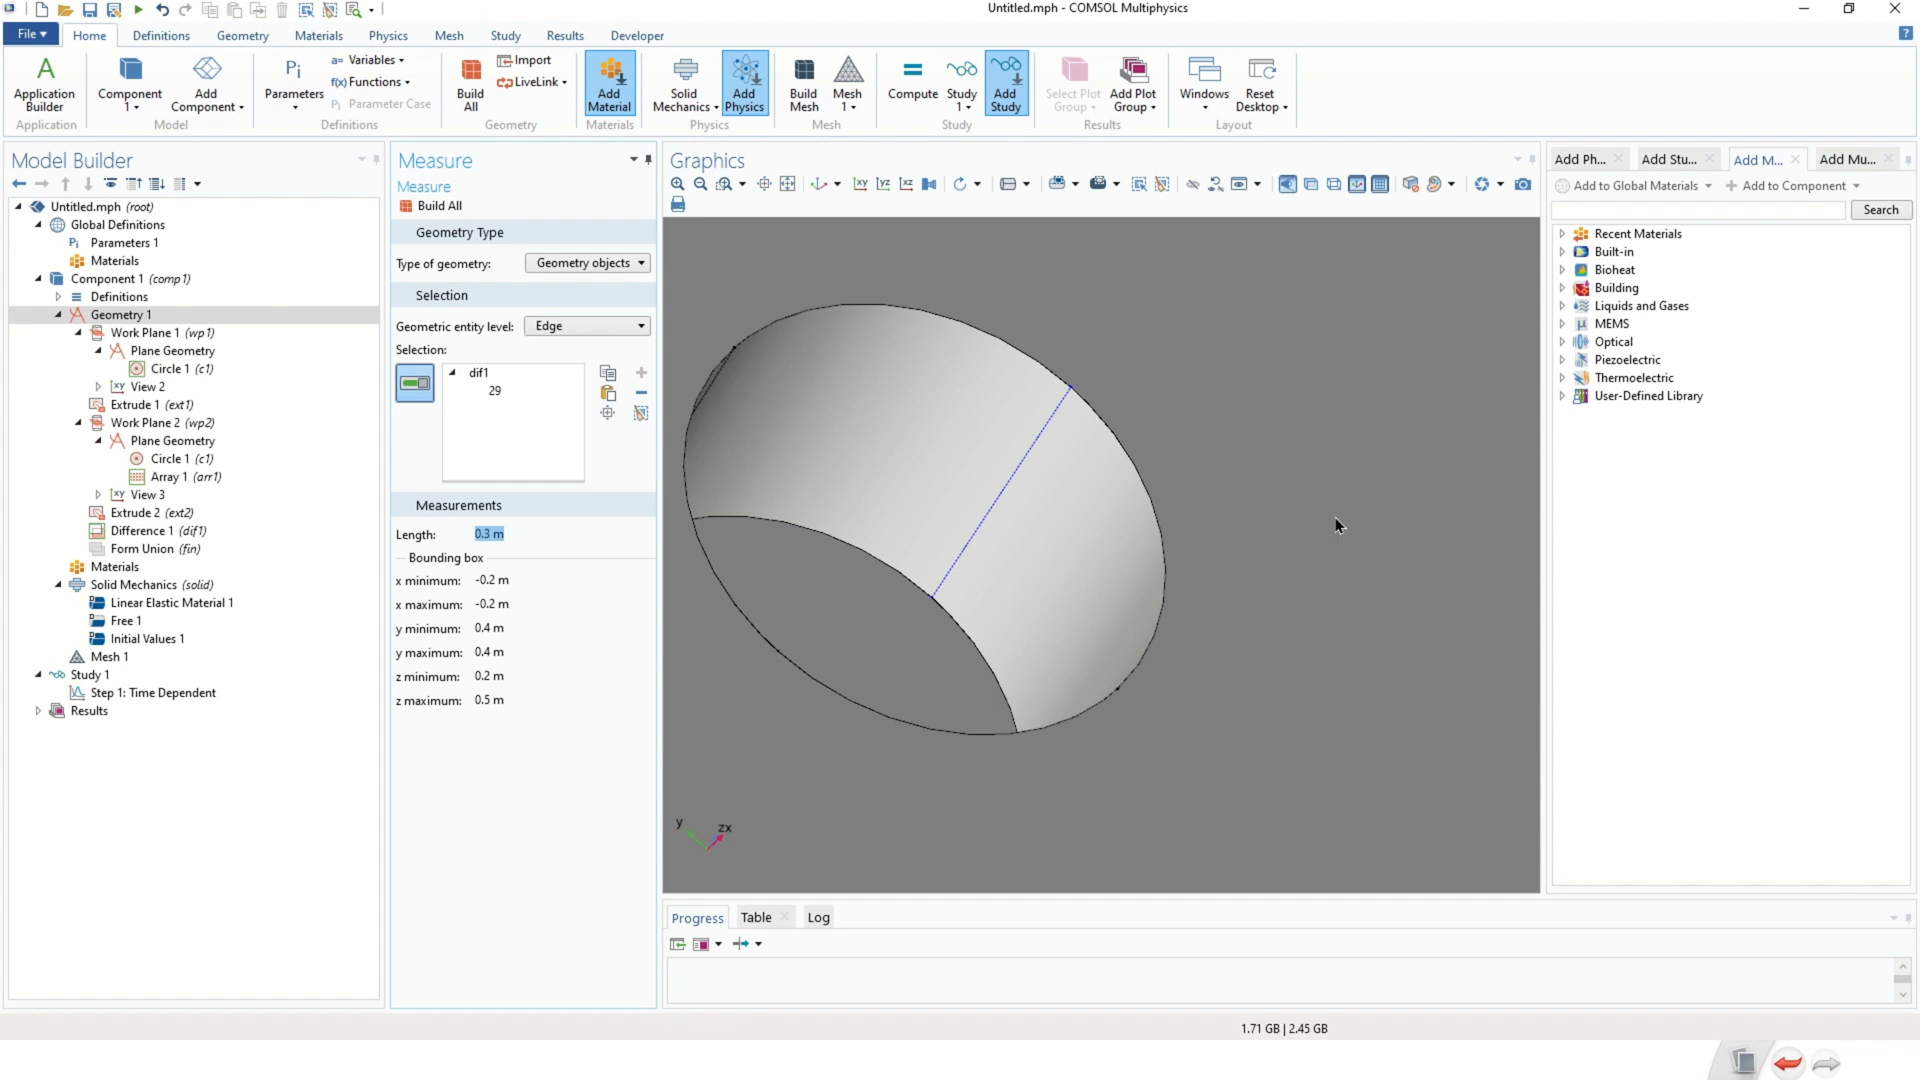 Untitled.mph - COMSOL Multiphysics
File Home Definitions Geometry Materials Physics Mesh Study Results Developer
Application Builder
Application
Component 1
Add Component
Model
Parameters
a= Variables
f(x) Functions
Pi Parameter Case
Definitions
Build All
Import
LiveLink
Geometry
Add Material
Materials
Solid Mechanics
Add Physics
Physics
Build Mesh
Mesh 1
Mesh
Compute
Study 1
Add Study
Study
Select Plot Group
Add Plot Group
Results
Windows
Reset Desktop
Layout
Model Builder
Untitled.mph (root)
Global Definitions
Pi Parameters 1
Materials
Component 1 (comp1)
Definitions
Geometry 1
Work Plane 1 (wp1)
Plane Geometry
Circle 1 (c1)
View 2
Extrude 1 (ext1)
Work Plane 2 (wp2)
Plane Geometry
Circle 1 (c1)
Array 1 (arr1)
View 3
Extrude 2 (ext2)
Difference 1 (dif1)
Form Union (fin)
Materials
Solid Mechanics (solid)
Linear Elastic Material 1
Free 1
Initial Values 1
Mesh 1
Study 1
Step 1: Time Dependent
Results
Measure
Measure
Build All
Geometry Type
Type of geometry: Geometry objects
Selection
Geometric entity level: Edge
Selection:
dif1
29
Measurements
Length: 0.3 m
Bounding box
x minimum: -0.2 m
x maximum: -0.2 m
y minimum: 0.4 m
y maximum: 0.4 m
z minimum: 0.2 m
z maximum: 0.5 m
Graphics
y
zx
Progress Table Log
Add Ph... Add Stu... Add M... Add Mu...
Add to Global Materials Add to Component
Search
Recent Materials
Built-in
Bioheat
Building
Liquids and Gases
MEMS
Optical
Piezoelectric
Thermoelectric
User-Defined Library
1.71 GB | 2.45 GB